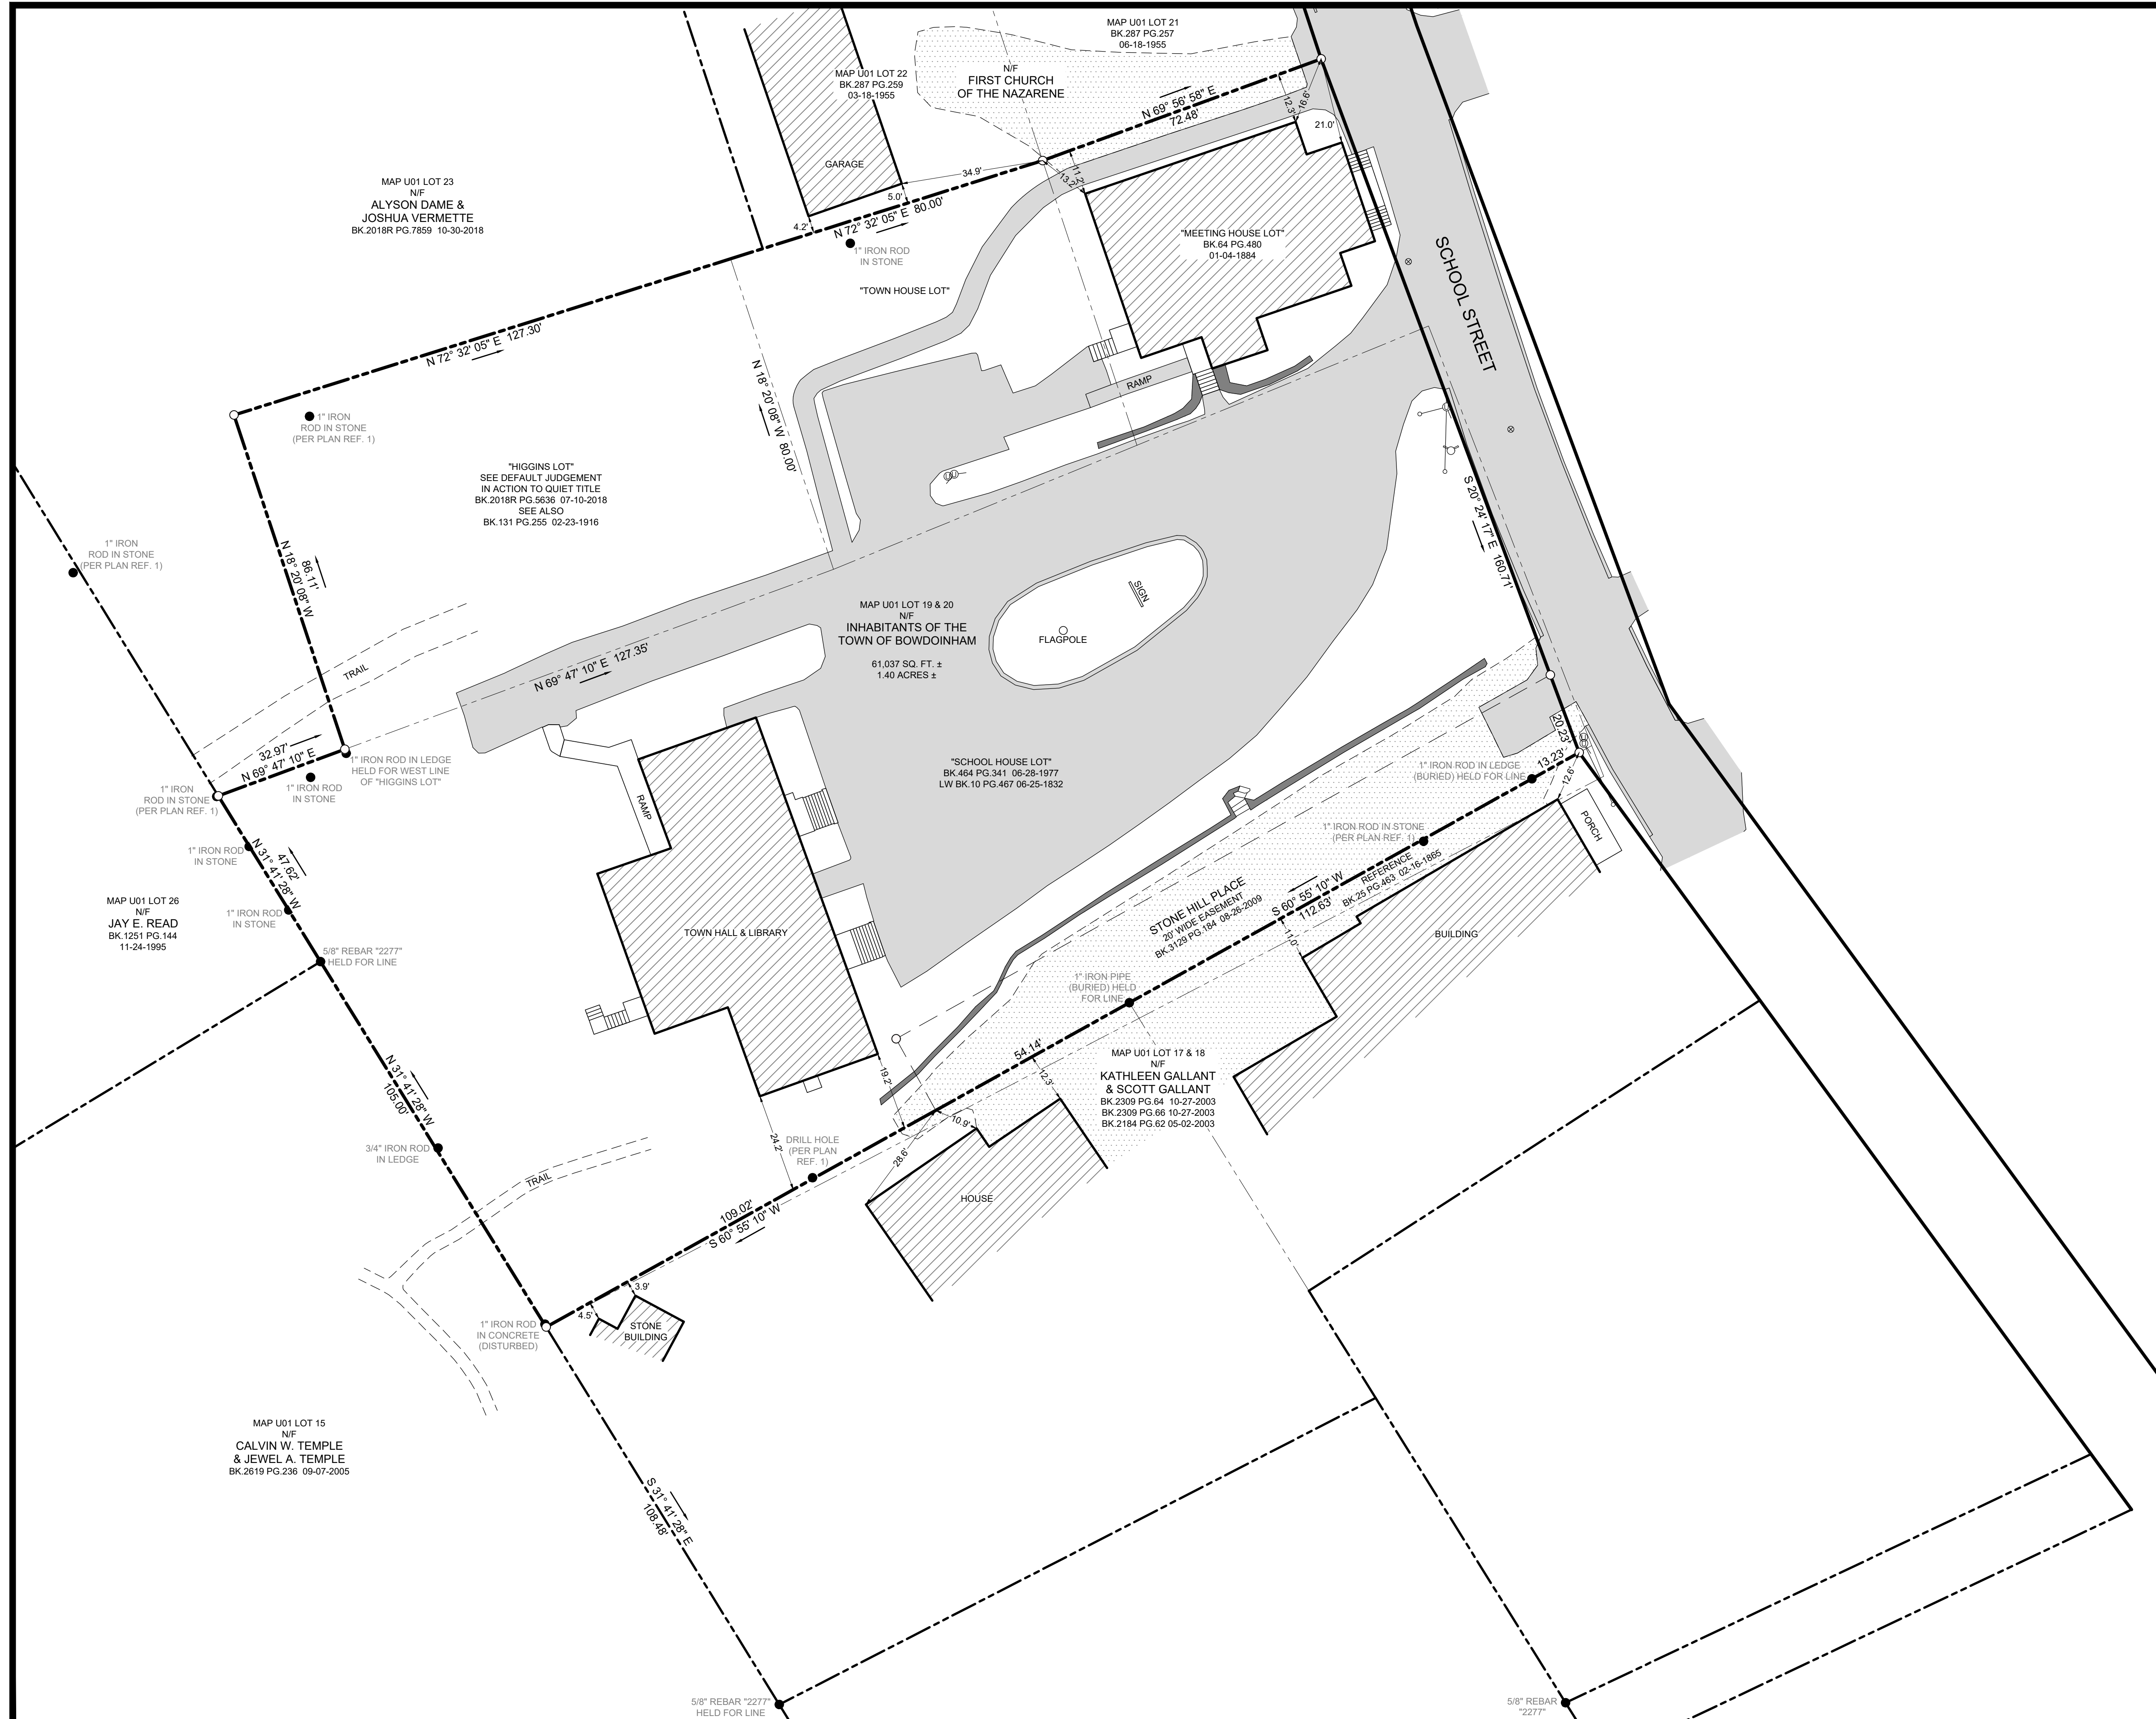 MAP U01 LOT 21
BK.287 PG.257
06-18-1955
N/F
FIRST CHURCH
OF THE NAZARENE
MAP U01 LOT 22
BK.287 PG.259
03-18-1955
GARAGE
N 69° 56' 58" E
72.48'
12.3'
16.6'
21.0'
34.9'
11.2'
13.2'
5.0'
4.2'
N 72° 32' 05" E 80.00'
1" IRON ROD
IN STONE
MAP U01 LOT 23
N/F
ALYSON DAME &
JOSHUA VERMETTE
BK.2018R PG.7859 10-30-2018
"MEETING HOUSE LOT"
BK.64 PG.480
01-04-1884
SCHOOL STREET
"TOWN HOUSE LOT"
N 72° 32' 05" E 127.30'
RAMP
N 18° 20' 08" W 80.00'
1" IRON
ROD IN STONE
(PER PLAN REF. 1)
"HIGGINS LOT"
SEE DEFAULT JUDGEMENT
IN ACTION TO QUIET TITLE
BK.2018R PG.5636 07-10-2018
SEE ALSO
BK.131 PG.255 02-23-1916
S 20° 24' 17" E 160.71'
1" IRON
ROD IN STONE
(PER PLAN REF. 1)
86.11'
N 18° 20' 08" W
SIGN
FLAGPOLE
MAP U01 LOT 19 & 20
N/F
INHABITANTS OF THE
TOWN OF BOWDOINHAM
61,037 SQ. FT. ±
1.40 ACRES ±
TRAIL
N 69° 47' 10" E 127.35'
32.97'
N 69° 47' 10" E
1" IRON ROD IN LEDGE
HELD FOR WEST LINE
OF "HIGGINS LOT"
1" IRON ROD
IN STONE
1" IRON
ROD IN STONE
(PER PLAN REF. 1)
"SCHOOL HOUSE LOT"
BK.464 PG.341 06-28-1977
LW BK.10 PG.467 06-25-1832
20.23'
13.23'
12.6'
1" IRON ROD IN LEDGE
(BURIED) HELD FOR LINE
PORCH
RAMP
1" IRON ROD IN STONE
(PER PLAN REF. 1)
1" IRON ROD
IN STONE
47.62'
N 31° 41' 28" W
REFERENCE
BK.25 PG.463 02-16-1865
S 60° 55' 10" W
112.63'
STONE HILL PLACE
20' WIDE EASEMENT
BK.3129 PG.184 08-26-2009
MAP U01 LOT 26
N/F
JAY E. READ
BK.1251 PG.144
11-24-1995
1" IRON ROD
IN STONE
TOWN HALL & LIBRARY
BUILDING
11.0'
5/8" REBAR "2277"
HELD FOR LINE
1" IRON PIPE
(BURIED) HELD
FOR LINE
54.14'
12.3'
MAP U01 LOT 17 & 18
N/F
KATHLEEN GALLANT
& SCOTT GALLANT
BK.2309 PG.64 10-27-2003
BK.2309 PG.66 10-27-2003
BK.2184 PG.62 05-02-2003
19.2'
10.9'
N 31° 41' 28" W
105.00'
24.2'
DRILL HOLE
(PER PLAN
REF. 1)
28.6'
3/4" IRON ROD
IN LEDGE
TRAIL
HOUSE
109.02'
S 60° 55' 10" W
3.9'
4.5'
STONE
BUILDING
1" IRON ROD
IN CONCRETE
(DISTURBED)
MAP U01 LOT 15
N/F
CALVIN W. TEMPLE
& JEWEL A. TEMPLE
BK.2619 PG.236 09-07-2005
S 31° 41' 28" E
108.48'
5/8" REBAR "2277"
HELD FOR LINE
5/8" REBAR
"2277"